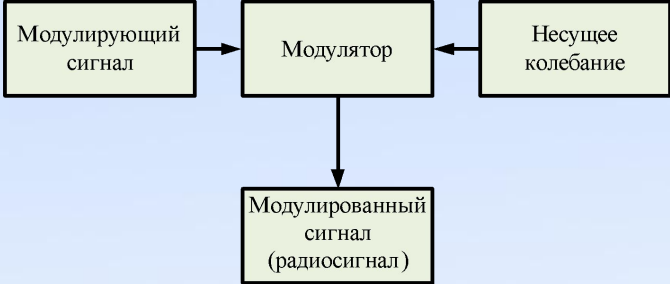 Модулирующий
сигнал
Модулятор
Несущее
колебание
Модулированный
сигнал
(радиосигнал)